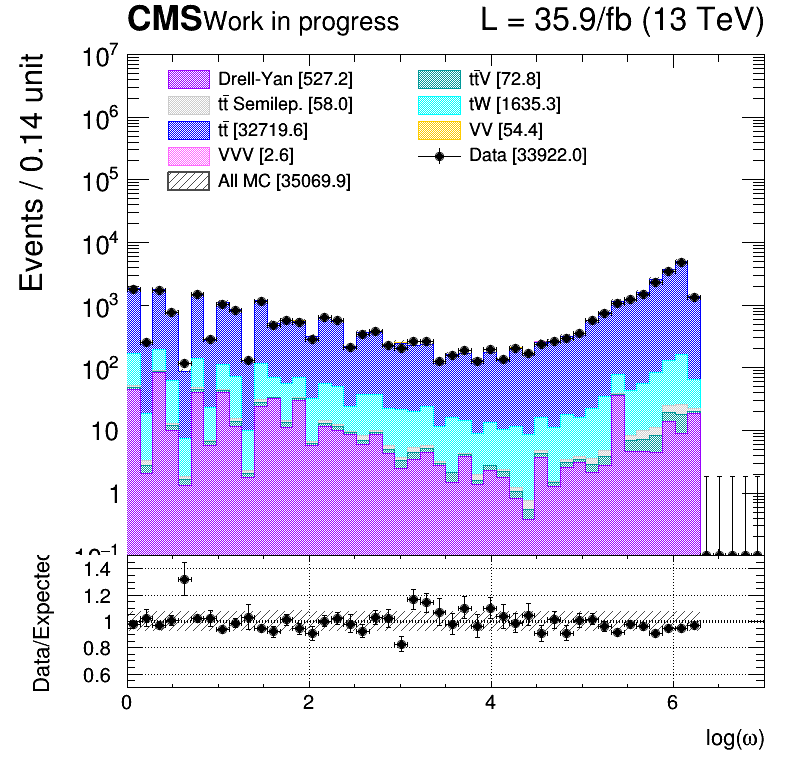 CMS Work in progress L = 35.9/fb (13 TeV)
Events / 0.14 unit
10⁷
10⁶
10⁵
10⁴
10³
10²
10
1
10⁻¹
Drell-Yan [527.2]
tt̄ Semilep. [58.0]
tt̄ [32719.6]
VVV [2.6]
All MC [35069.9]
tt̄V [72.8]
tW [1635.3]
VV [54.4]
Data [33922.0]
Data/Expected
1.4
1.2
1
0.8
0.6
0 2 4 6
log(ω)